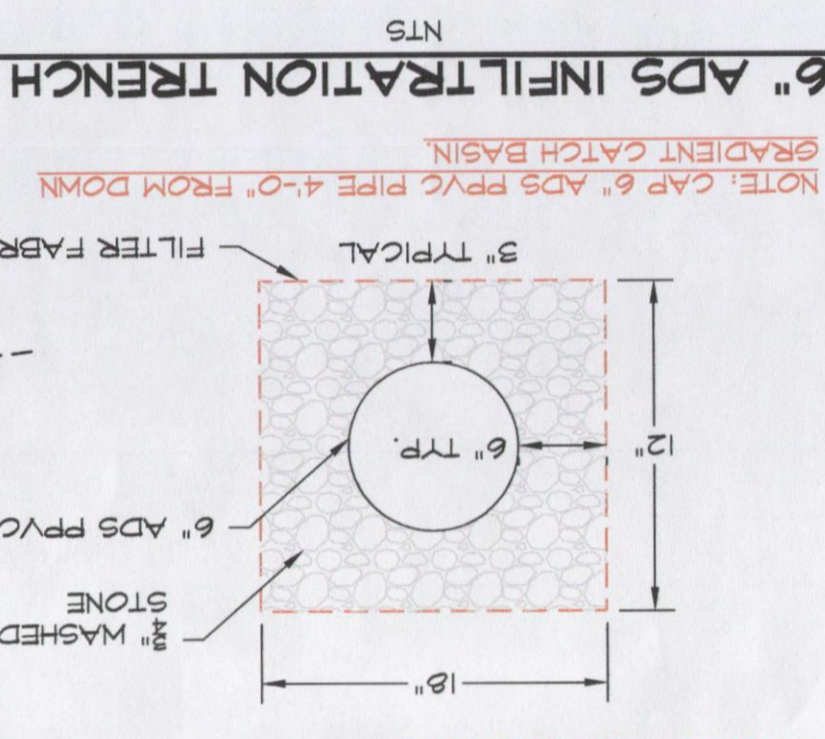 18"
3/4" WASHED
STONE
6" ADS PPVC
12"
6" TYP.
3" TYPICAL
FILTER FABR
NOTE: CAP 6" ADS PPVC PIPE 4'-0" FROM DOWN
GRADIENT CATCH BASIN.
6" ADS INFILTRATION TRENCH
NTS